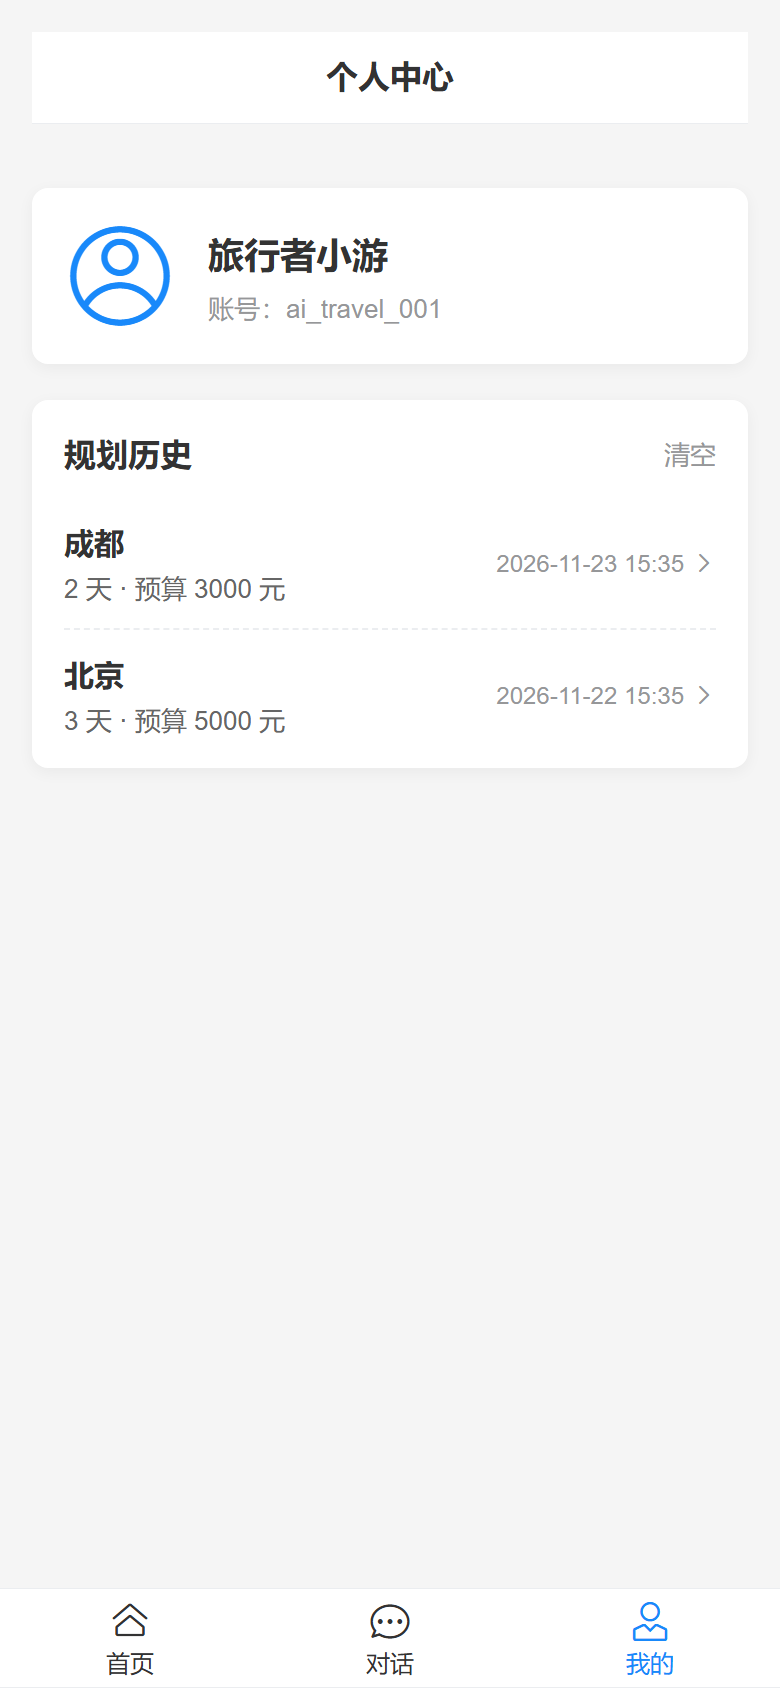 个人中心
旅行者小游
账号：ai_travel_001
规划历史
清空
成都
2 天 · 预算 3000 元
2026-11-23 15:35
北京
3 天 · 预算 5000 元
2026-11-22 15:35
首页
对话
我的